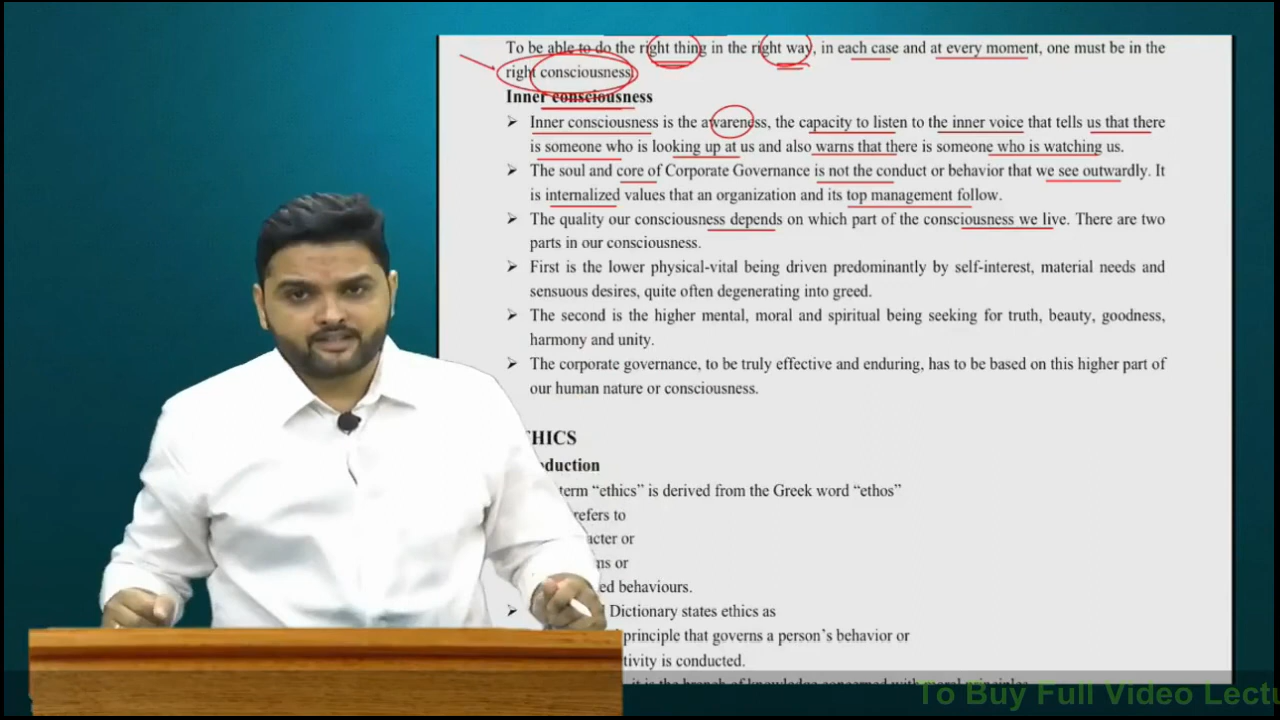 To be able to do the right thing in the right way, in each case and at every moment, one must be in the
right consciousness.
Inner consciousness
➢ Inner consciousness is the awareness, the capacity to listen to the inner voice that tells us that there
is someone who is looking up at us and also warns that there is someone who is watching us.
➢ The soul and core of Corporate Governance is not the conduct or behavior that we see outwardly. It
is internalized values that an organization and its top management follow.
➢ The quality our consciousness depends on which part of the consciousness we live. There are two
parts in our consciousness.
➢ First is the lower physical-vital being driven predominantly by self-interest, material needs and
sensuous desires, quite often degenerating into greed.
➢ The second is the higher mental, moral and spiritual being seeking for truth, beauty, goodness,
harmony and unity.
➢ The corporate governance, to be truly effective and enduring, has to be based on this higher part of
our human nature or consciousness.
THICS
duction
term “ethics” is derived from the Greek word “ethos”
refers to
acter or
ns or
ed behaviours.
➢ Dictionary states ethics as
principle that governs a person’s behavior or
tivity is conducted.
it is the branch of knowledge concerned with moral principles
To Buy Full Video Lectu